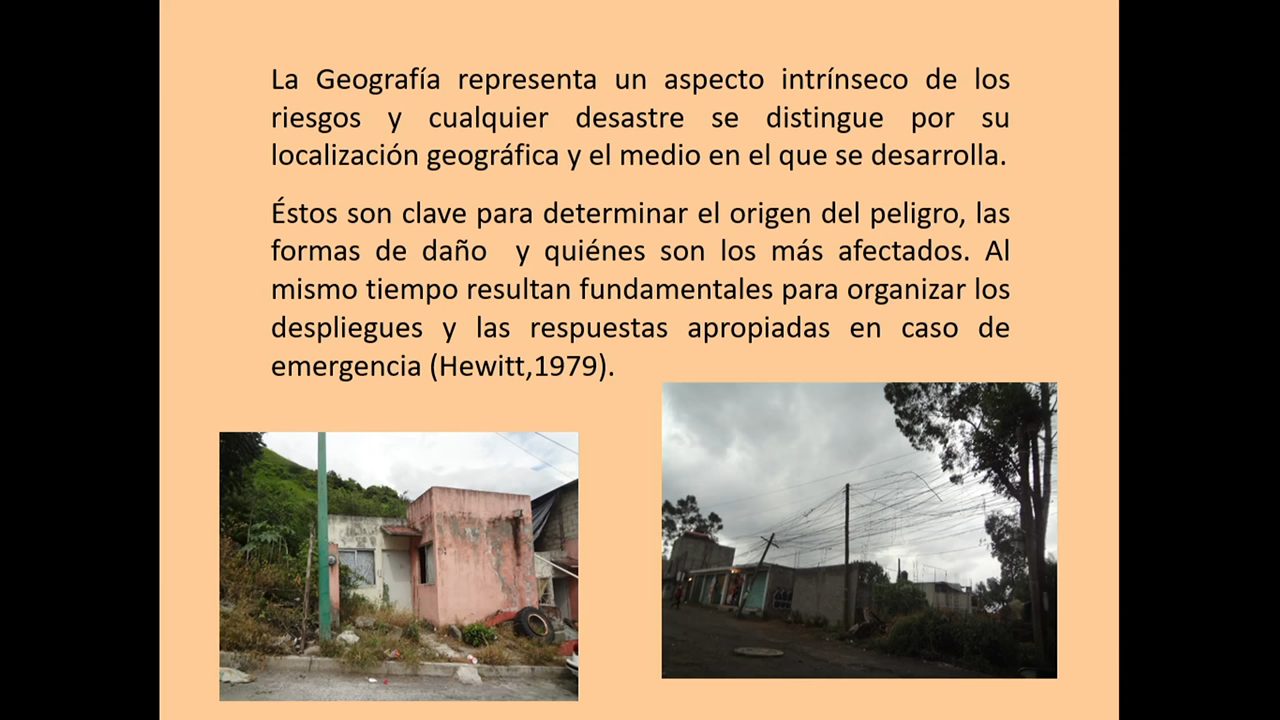 La Geografía representa un aspecto intrínseco de los
riesgos y cualquier desastre se distingue por su
localización geográfica y el medio en el que se desarrolla.
Éstos son clave para determinar el origen del peligro, las
formas de daño y quiénes son los más afectados. Al
mismo tiempo resultan fundamentales para organizar los
despliegues y las respuestas apropiadas en caso de
emergencia (Hewitt,1979).